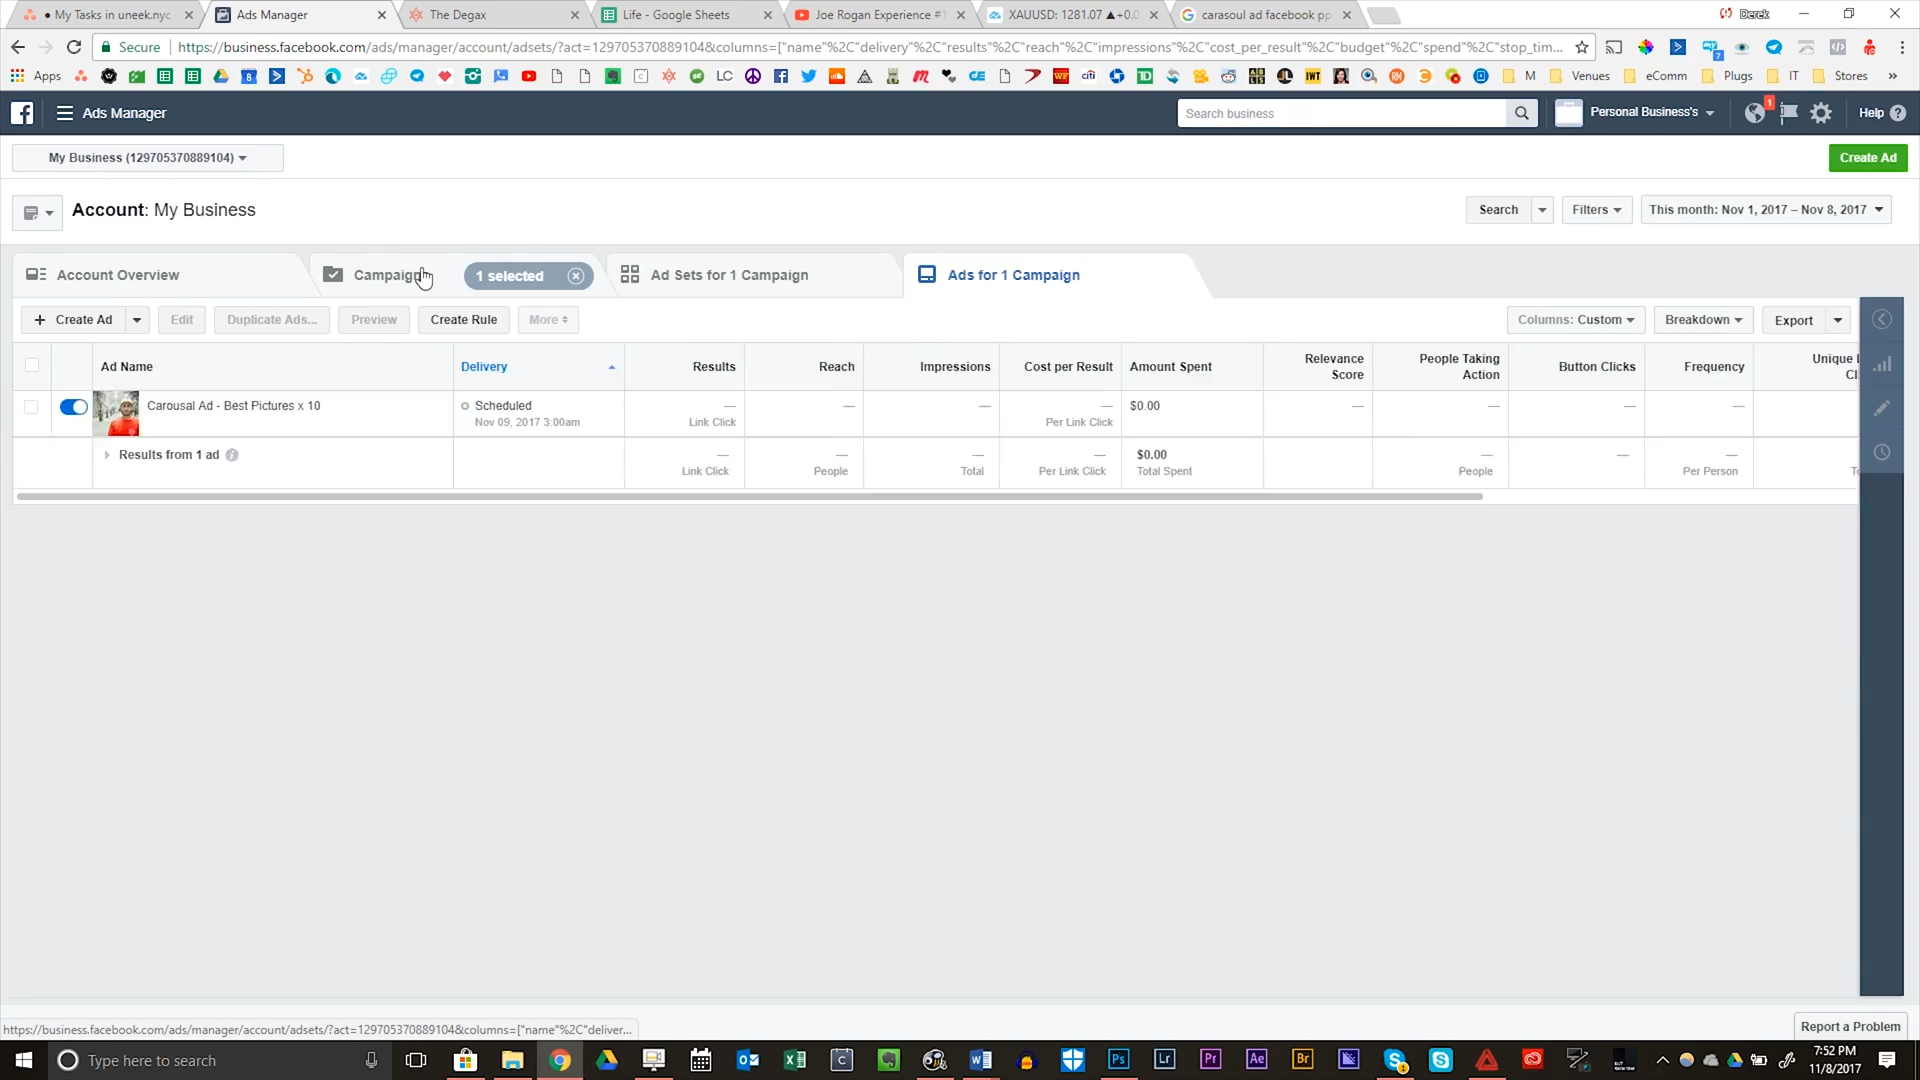 My Tasks in uneek.nyc
Ads Manager
The Degax
Life - Google Sheets
Joe Rogan Experience #1
XAUUSD: 1281.07 ▲+0.0
carasoul ad facebook pp
Derek
Secure
https://business.facebook.com/ads/manager/account/adsets/?act=129705370889104&columns=["name"%2C"delivery"%2C"results"%2C"reach"%2C"impressions"%2C"cost_per_result"%2C"budget"%2C"spend"%2C"stop_tim...
Apps
LC
M
Venues
eComm
Plugs
IT
Stores
Ads Manager
Search business
Personal Business's
1
Help
My Business (129705370889104)
Create Ad
Account: My Business
Search
Filters
This month: Nov 1, 2017 – Nov 8, 2017
Account Overview
Campaign
1 selected
Ad Sets for 1 Campaign
Ads for 1 Campaign
+ Create Ad
Edit
Duplicate Ads...
Preview
Create Rule
More
Columns: Custom
Breakdown
Export
Ad Name
Delivery
Results
Reach
Impressions
Cost per Result
Amount Spent
Relevance Score
People Taking Action
Button Clicks
Frequency
Carousal Ad - Best Pictures x 10
Scheduled
Nov 09, 2017 3:00am
—
Link Click
—
—
—
Per Link Click
$0.00
—
—
—
—
Results from 1 ad
—
Link Click
—
People
—
Total
—
Per Link Click
$0.00
Total Spent
—
People
—
—
Per Person
https://business.facebook.com/ads/manager/account/adsets/?act=129705370889104&columns=["name"%2C"deliver...
Report a Problem
Type here to search
7:52 PM
11/8/2017